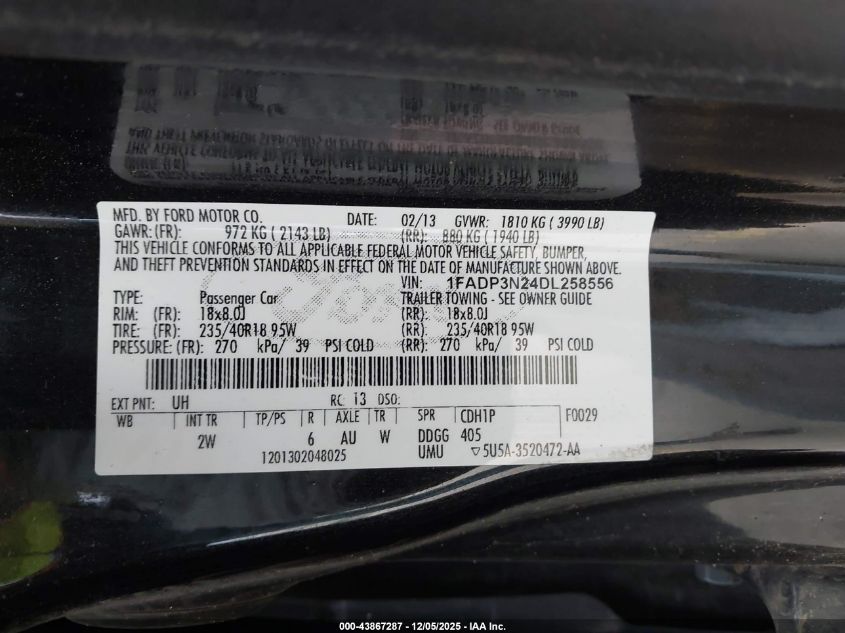 MFD. BY FORD MOTOR CO. DATE: 02/13 GVWR: 1810 KG ( 3990 LB)
GAWR:(FR): 972 KG ( 2143 LB) (RR): 880 KG ( 1940 LB)
THIS VEHICLE CONFORMS TO ALL APPLICABLE FEDERAL MOTOR VEHICLE SAFETY, BUMPER,
AND THEFT PREVENTION STANDARDS IN EFFECT ON THE DATE OF MANUFACTURE SHOWN ABOVE.
VIN: 1FADP3N24DL258556
TYPE: Passenger Car TRAILER TOWING - SEE OWNER GUIDE
RIM: (FR): 18x8.0J (RR): 18x8.0J
TIRE: (FR): 235/40R18 95W (RR): 235/40R18 95W
PRESSURE: (FR): 270 kPa/ 39 PSI COLD (RR): 270 kPa/ 39 PSI COLD
EXT PNT: UH RC: 13 DSO:
WB INT TR TP/PS R AXLE TR SPR CDH1P F0029
2W 6 AU W DDGG 405
1201302048025 UMU ▽5U5A-3520472-AA
000-43867287 - 12/05/2025 - IAA Inc.